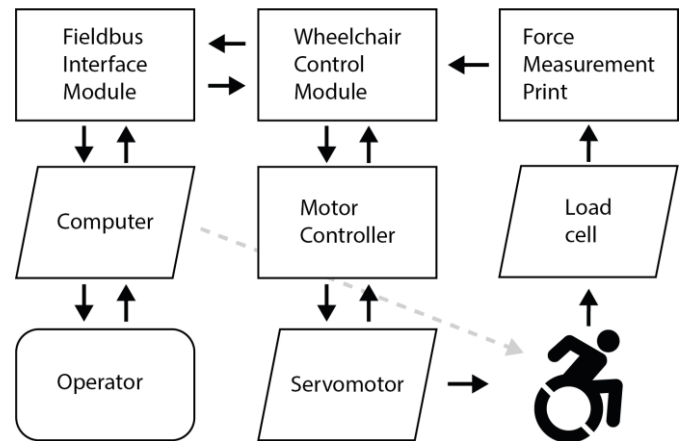 Fieldbus
Interface
Module
Wheelchair
Control
Module
Force
Measurement
Print
Computer
Motor
Controller
Load
cell
Operator
Servomotor